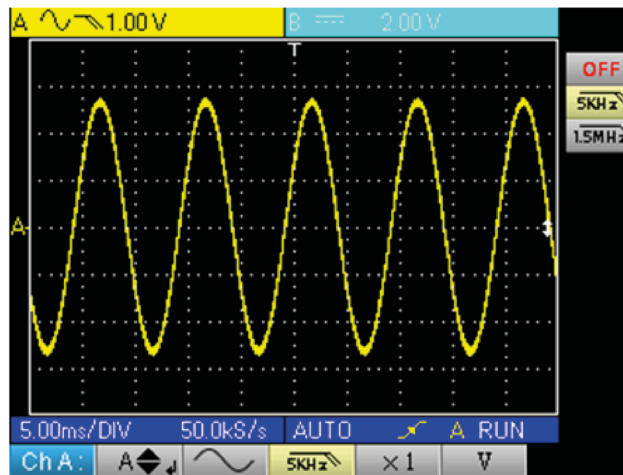 A 1.00 V B 2.00 V
T
OFF
5KHz
1.5MHz
A
5.00ms/DIV 50.0kS/s AUTO A RUN
Ch A: A 5KHz ×1 V